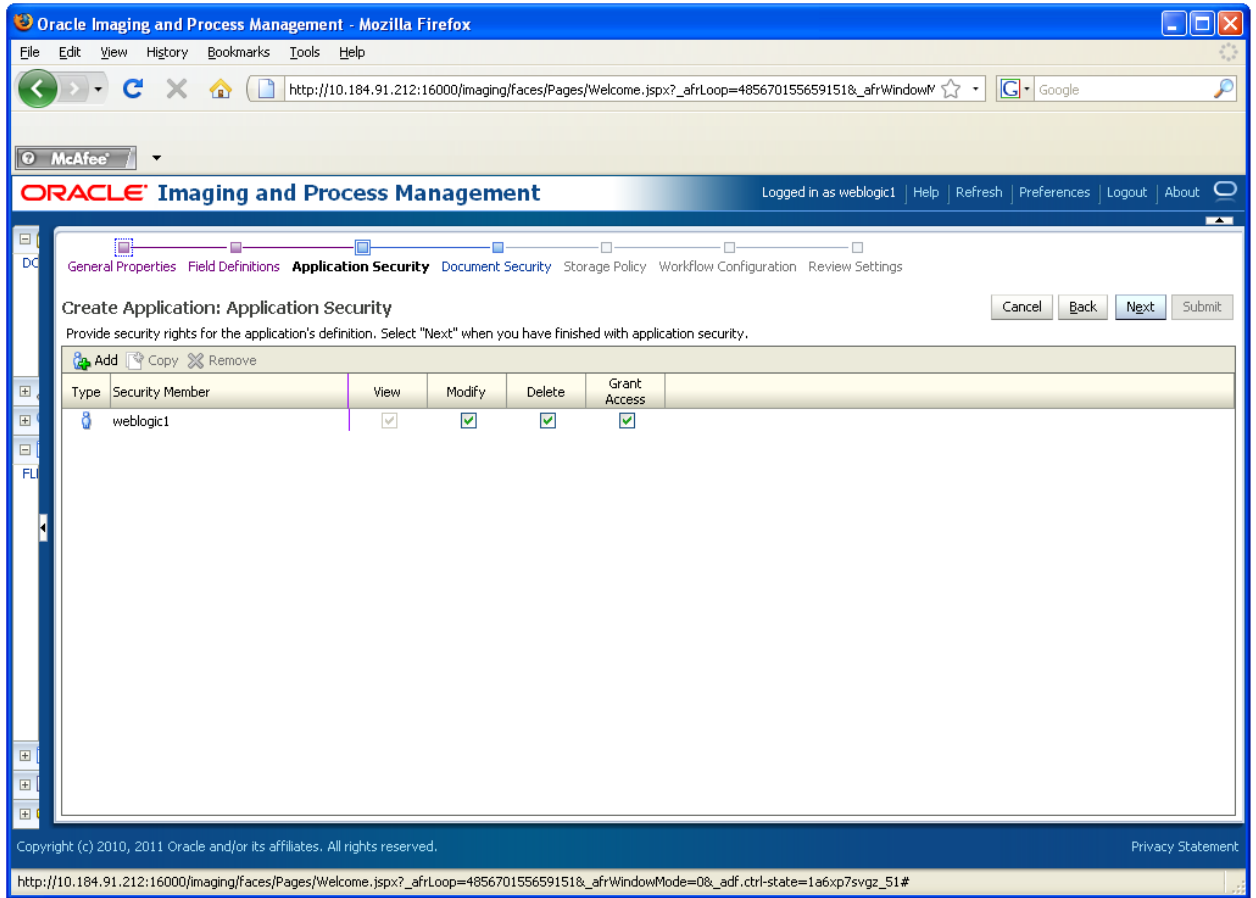 Oracle Imaging and Process Management - Mozilla Firefox
File Edit View History Bookmarks Tools Help
http://10.184.91.212:16000/imaging/faces/Pages/Welcome.jspx?_afrLoop=485670155659151&_afrWindowM
G Google
McAfee
ORACLE Imaging and Process Management
Logged in as weblogic1 | Help | Refresh | Preferences | Logout | About
General Properties Field Definitions Application Security Document Security Storage Policy Workflow Configuration Review Settings
Create Application: Application Security
Cancel Back Next Submit
Provide security rights for the application's definition. Select "Next" when you have finished with application security.
Add Copy Remove
Type Security Member View Modify Delete Grant Access
weblogic1
DC
FLI
Copyright (c) 2010, 2011 Oracle and/or its affiliates. All rights reserved.
Privacy Statement
http://10.184.91.212:16000/imaging/faces/Pages/Welcome.jspx?_afrLoop=485670155659151&_afrWindowMode=0&_adf.ctrl-state=1a6xp7svgz_51#